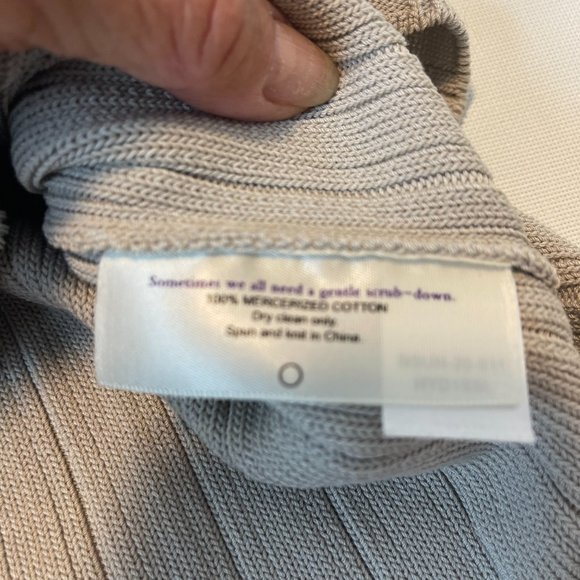 Sometimes we all need a gentle scrub-down.
100% MERCERIZED COTTON
Dry clean only.
Spun and knit in China.